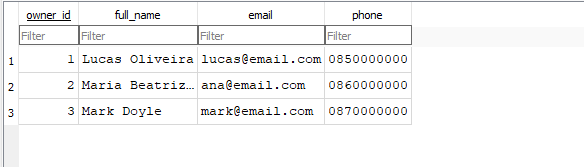 owner_id full_name email phone
Filter Filter Filter Filter
1 1 Lucas Oliveira lucas@email.com 0850000000
2 2 Maria Beatriz… ana@email.com 0860000000
3 3 Mark Doyle mark@email.com 0870000000